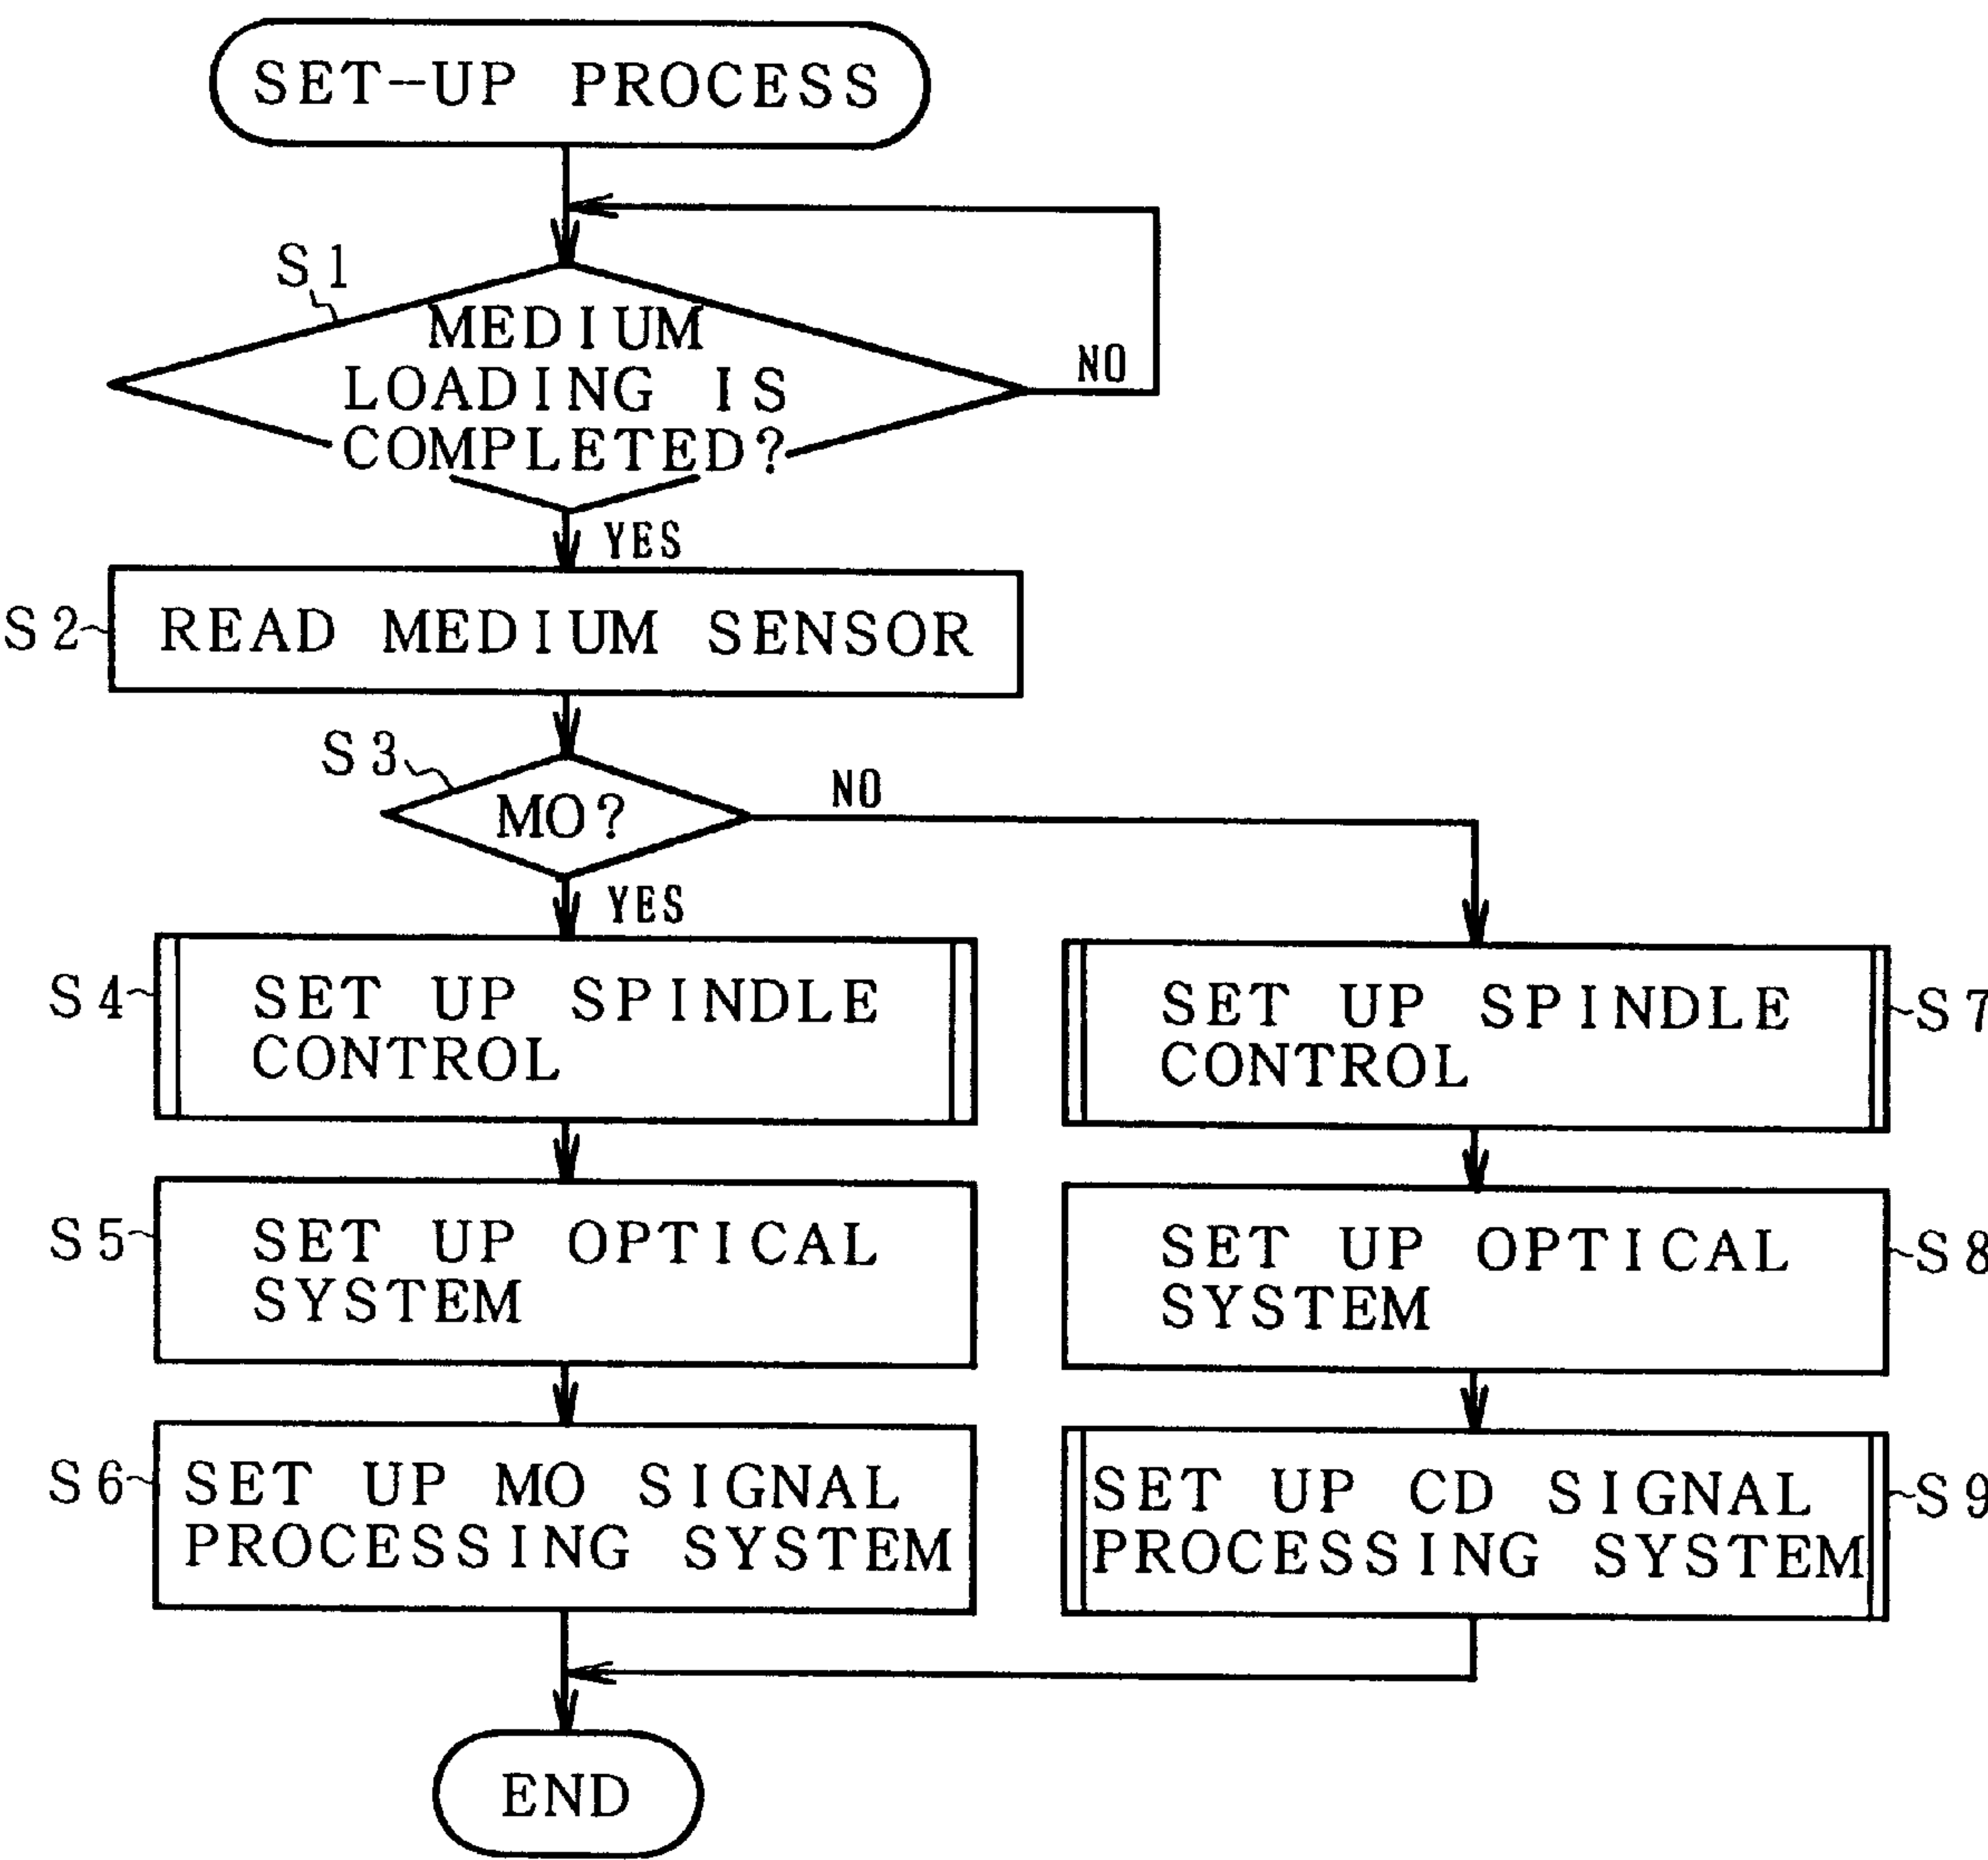 SET-UP PROCESS
S1
MEDIUM
LOADING IS
COMPLETED?
NO
YES
S2
READ MEDIUM SENSOR
S3
MO?
NO
YES
S4
SET UP SPINDLE
CONTROL
SET UP SPINDLE
CONTROL
S7
S5
SET UP OPTICAL
SYSTEM
SET UP OPTICAL
SYSTEM
S8
S6
SET UP MO SIGNAL
PROCESSING SYSTEM
SET UP CD SIGNAL
PROCESSING SYSTEM
S9
END